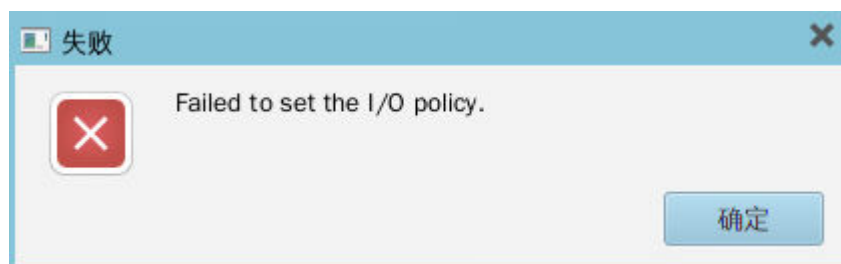 失败
Failed to set the I/O policy.
确定